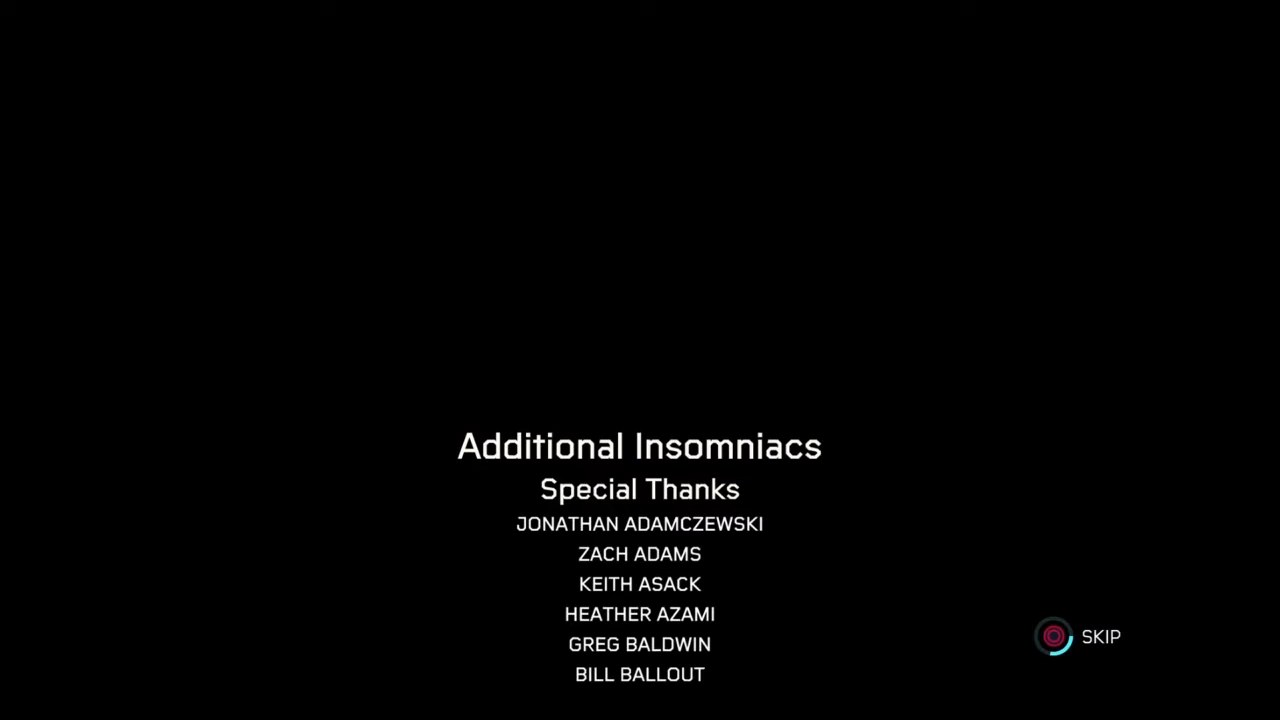 Additional Insomniacs
Special Thanks
JONATHAN ADAMCZEWSKI
ZACH ADAMS
KEITH ASACK
HEATHER AZAMI
GREG BALDWIN
BILL BALLOUT
SKIP